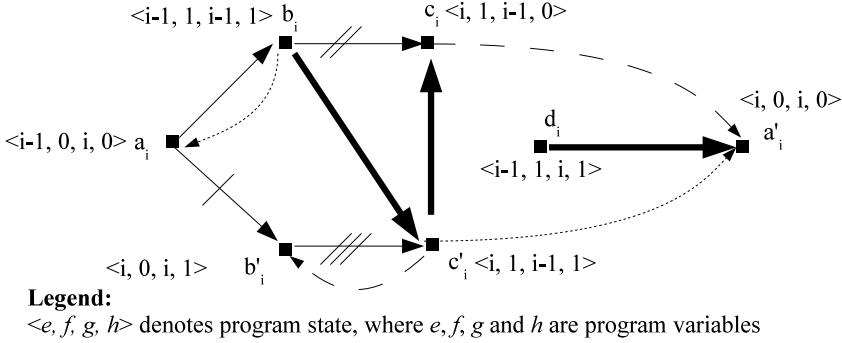 <i-1, 1, i-1, 1> b_i c_i <i, 1, i-1, 0>
<i, 0, i, 0>
<i-1, 0, i, 0> a_i d_i a'_i
<i-1, 1, i, 1>
<i, 0, i, 1> b'_i c'_i <i, 1, i-1, 1>
Legend:
<e, f, g, h> denotes program state, where e, f, g and h are program variables